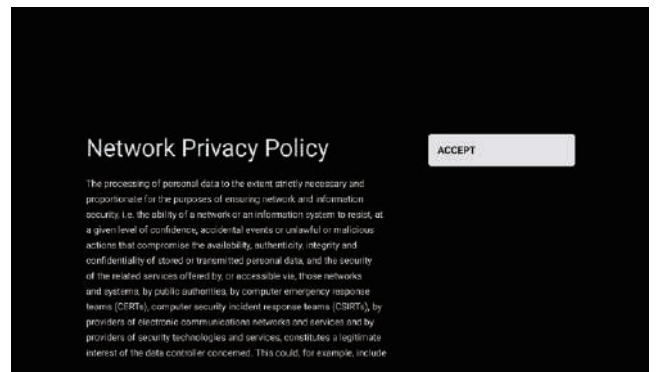 Network Privacy Policy
ACCEPT
The processing of personal data to the extent strictly necessary and
proportionate for the purposes of ensuring network and information
security, i.e. the ability of a network or an information system to resist, at
a given level of confidence, accidental events or unlawful or malicious
actions that compromise the availability, authenticity, integrity and
confidentiality of stored or transmitted personal data, and the security
of the related services offered by, or accessible via, those networks
and systems, by public authorities, by computer emergency response
teams (CERTs), computer security incident response teams (CSIRTs), by
providers of electronic communications networks and services and by
providers of security technologies and services, constitutes a legitimate
interest of the data controller concerned. This could, for example, include